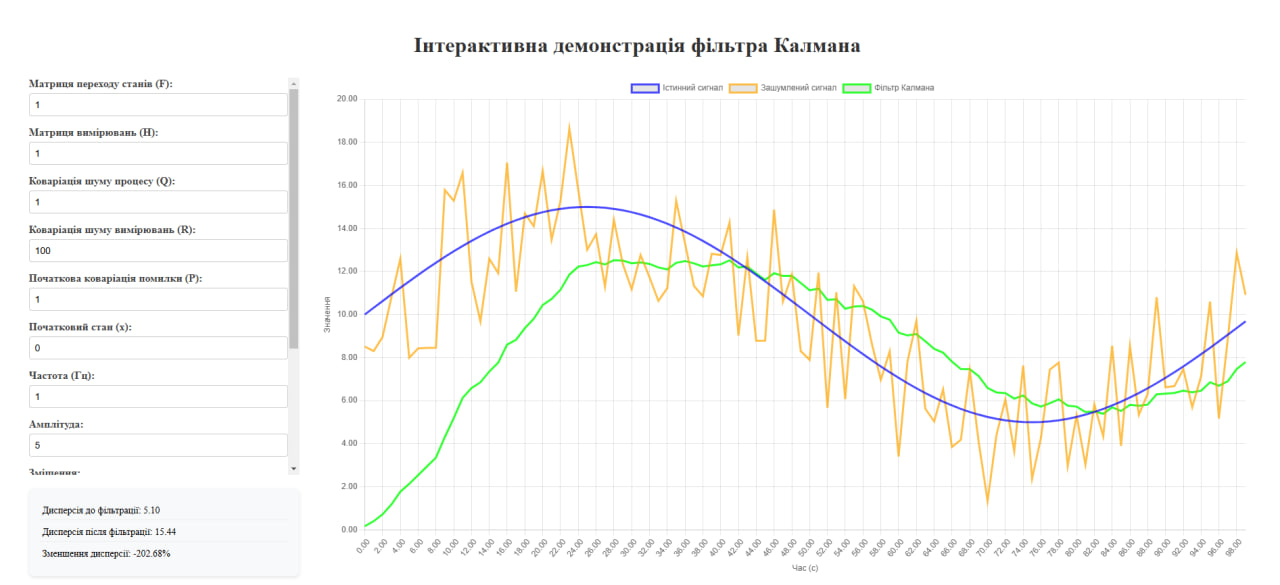 Інтерактивна демонстрація фільтра Калмана
Матриця переходу станів (F):
1
Матриця вимірювань (H):
1
Коваріація шуму процесу (Q):
1
Коваріація шуму вимірювань (R):
100
Початкова коваріація помилки (P):
1
Початковий стан (x):
0
Частота (Гц):
1
Амплітуда:
5
Зміщення:
Дисперсія до фільтрації: 5.10
Дисперсія після фільтрації: 15.44
Зменшення дисперсії: -202.68%
Істинний сигнал Зашумлений сигнал Фільтр Калмана
Значення
20.00
18.00
16.00
14.00
12.00
10.00
8.00
6.00
4.00
2.00
0.00
0.00 2.00 4.00 6.00 8.00 10.00 12.00 14.00 16.00 18.00 20.00 22.00 24.00 26.00 28.00 30.00 32.00 34.00 36.00 38.00 40.00 42.00 44.00 46.00 48.00 50.00 52.00 54.00 56.00 58.00 60.00 62.00 64.00 66.00 68.00 70.00 72.00 74.00 76.00 78.00 80.00 82.00 84.00 86.00 88.00 90.00 92.00 94.00 96.00 98.00
Час (с)